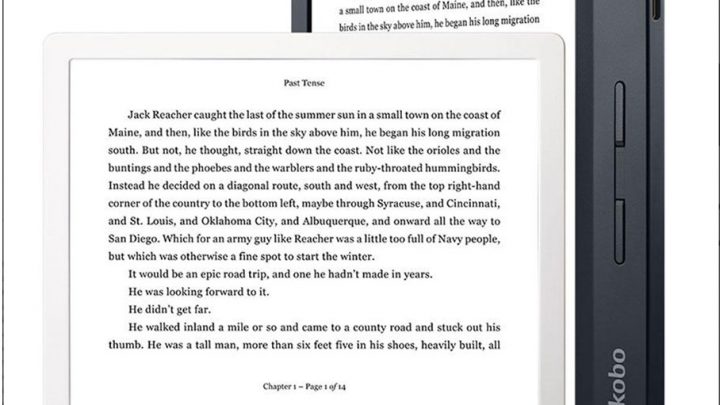 a small town on the coast of Maine, and then, like the
birds in the sky above him, he began his long migration
Past Tense
Jack Reacher caught the last of the summer sun in a small town on the coast of
Maine, and then, like the birds in the sky above him, he began his long migration
south. But not, he thought, straight down the coast. Not like the orioles and the
buntings and the phoebes and the warblers and the ruby-throated hummingbirds.
Instead he decided on a diagonal route, south and west, from the top right-hand
corner of the country to the bottom left, maybe through Syracuse, and Cincinnati,
and St. Louis, and Oklahoma City, and Albuquerque, and onward all the way to
San Diego. Which for an army guy like Reacher was a little too full of Navy people,
but which was otherwise a fine spot to start the winter.
It would be an epic road trip, and one he hadn't made in years.
He was looking forward to it.
He didn't get far.
He walked inland a mile or so and came to a county road and stuck out his
thumb. He was a tall man, more than six feet five in his shoes, heavily built, all
Chapter 1 – Page 1 of 14
kobo